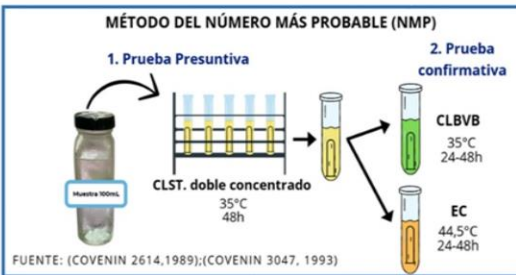 MÉTODO DEL NÚMERO MÁS PROBABLE (NMP)
1. Prueba Presuntiva
Muestra 100mL
CLST. doble concentrado
35°C
48h
2. Prueba
confirmativa
CLBVB
35°C
24-48h
EC
44,5°C
24-48h
FUENTE: (COVENIN 2614,1989);(COVENIN 3047, 1993)